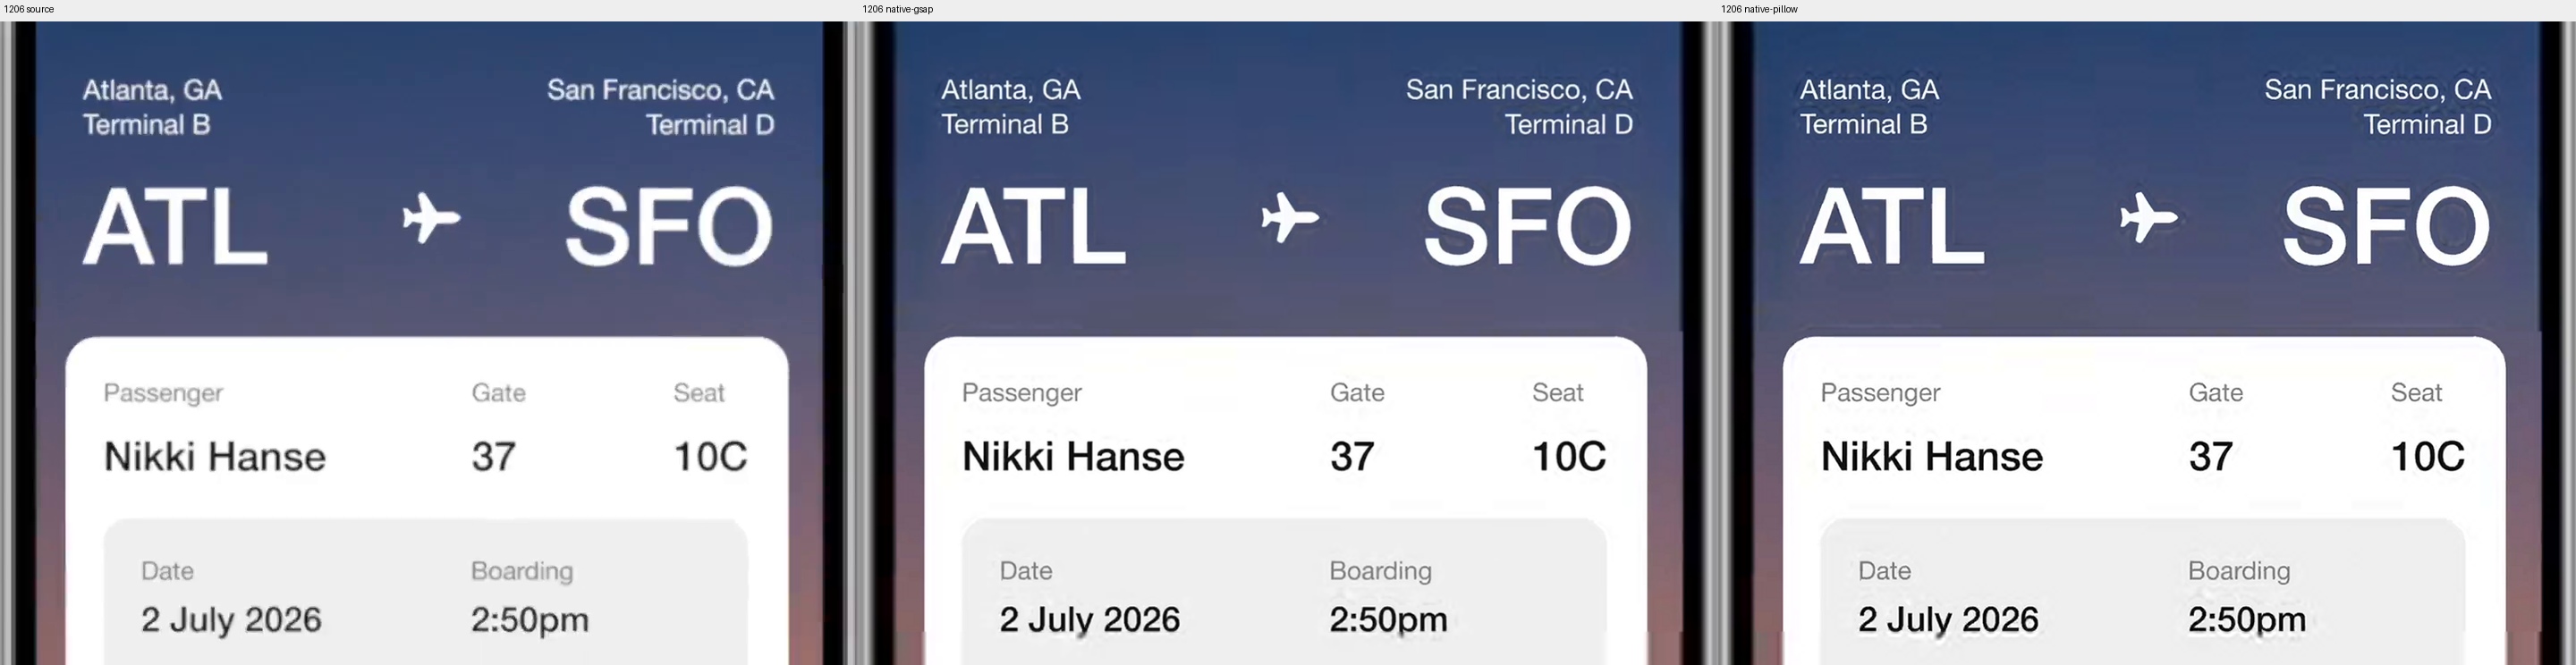 1206 source
Atlanta, GA San Francisco, CA
Terminal B Terminal D
ATL SFO
Passenger Gate Seat
Nikki Hanse 37 10C
Date Boarding
2 July 2026 2:50pm
1206 native-gsap
Atlanta, GA San Francisco, CA
Terminal B Terminal D
ATL SFO
Passenger Gate Seat
Nikki Hanse 37 10C
Date Boarding
2 July 2026 2:50pm
1206 native-pillow
Atlanta, GA San Francisco, CA
Terminal B Terminal D
ATL SFO
Passenger Gate Seat
Nikki Hanse 37 10C
Date Boarding
2 July 2026 2:50pm